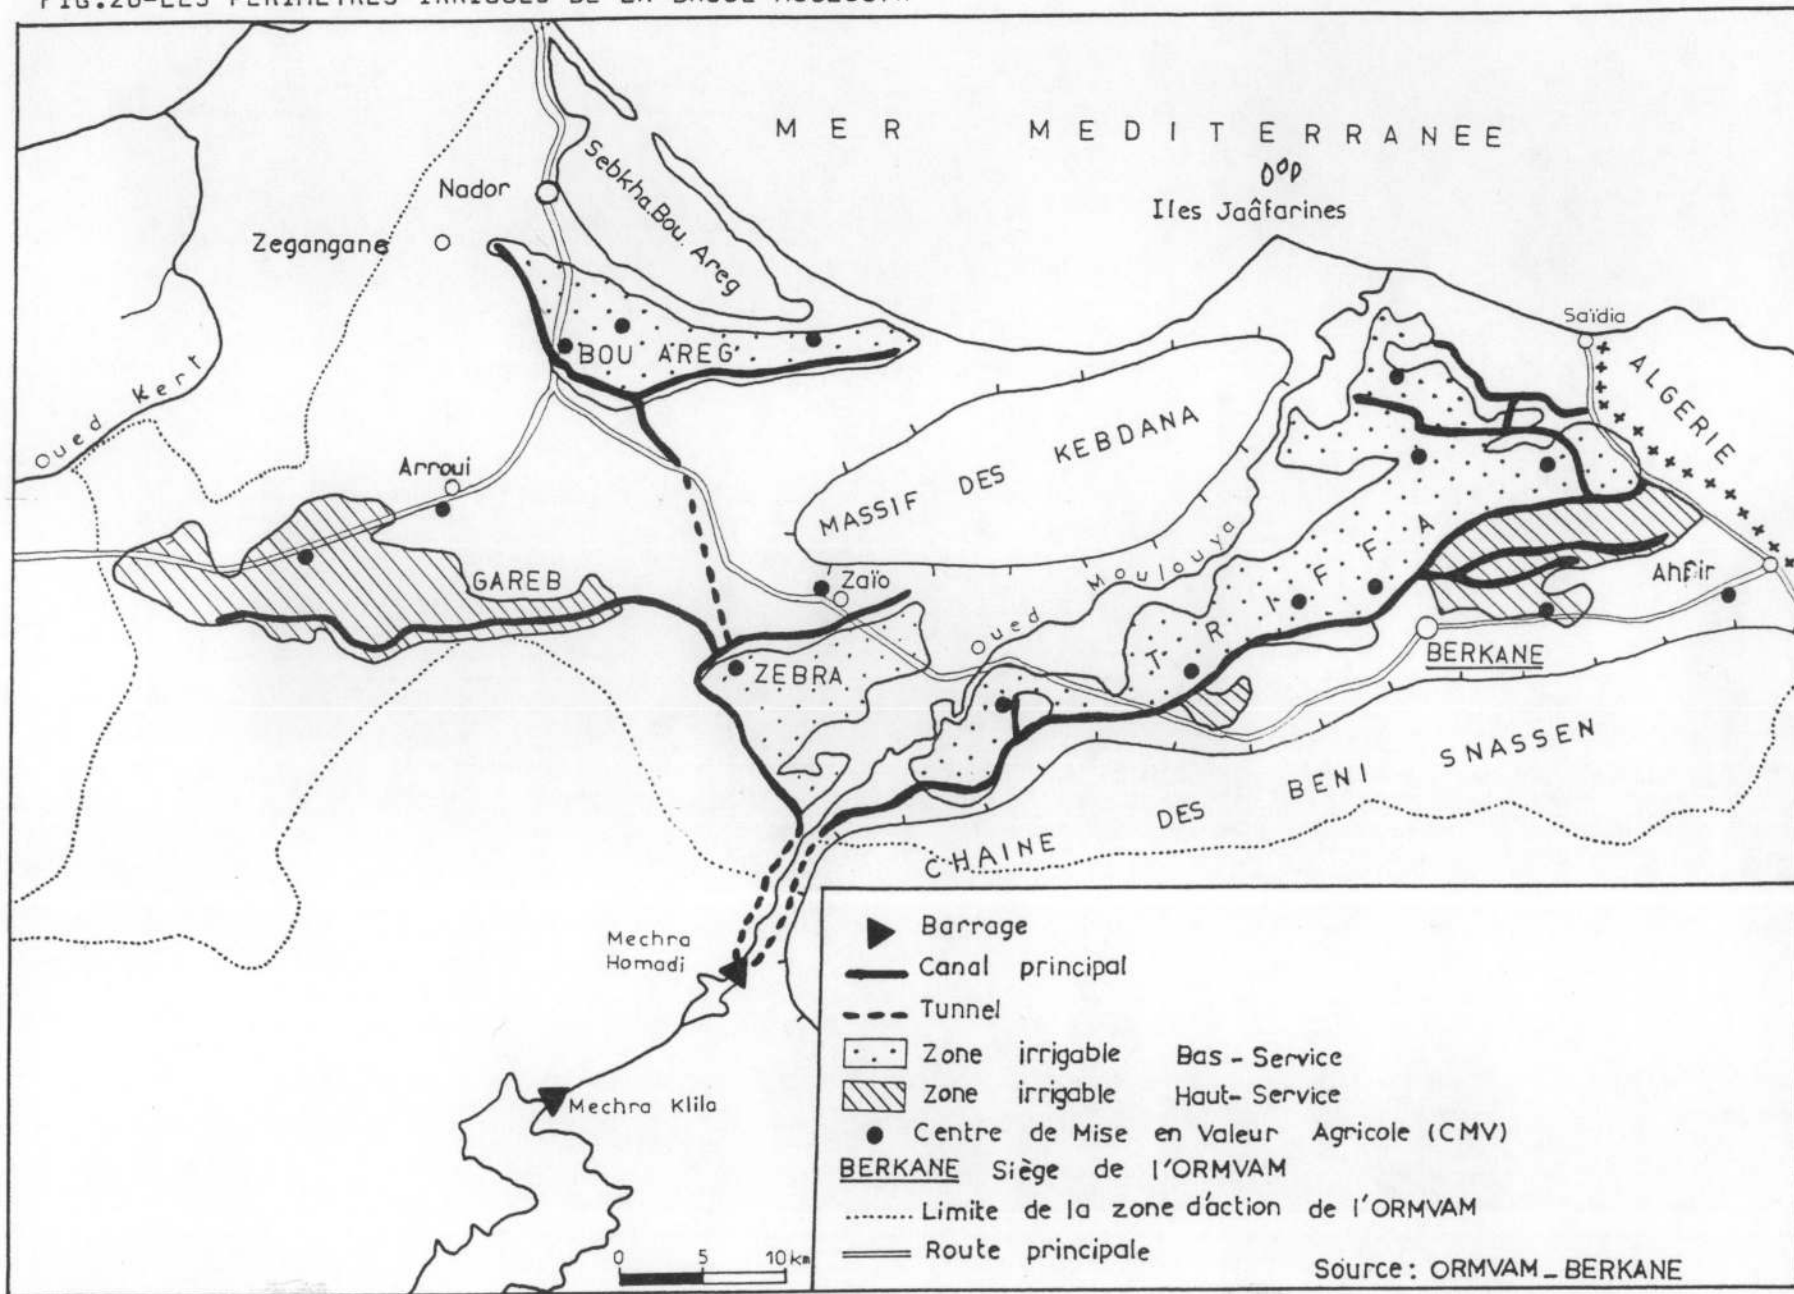 MER MEDITERRANEE
Iles Jaâfarines
Nador
Sebkha. Bou. Areg
Zegangane
Saïdia
ALGERIE
BOU AREG
Oued Kert
MASSIF DES KEBDANA
Arroui
Oued Moulouya
TRIFFA
GAREB
Zaïo
Ahfir
BERKANE
ZEBRA
CHAINE DES BENI SNASSEN
Mechra
Homadi
Mechra Klila
0 5 10 km
Barrage
Canal principal
Tunnel
Zone irrigable Bas-Service
Zone irrigable Haut-Service
Centre de Mise en Valeur Agricole (CMV)
BERKANE Siège de l'ORMVAM
Limite de la zone d'action de l'ORMVAM
Route principale
Source: ORMVAM_BERKANE